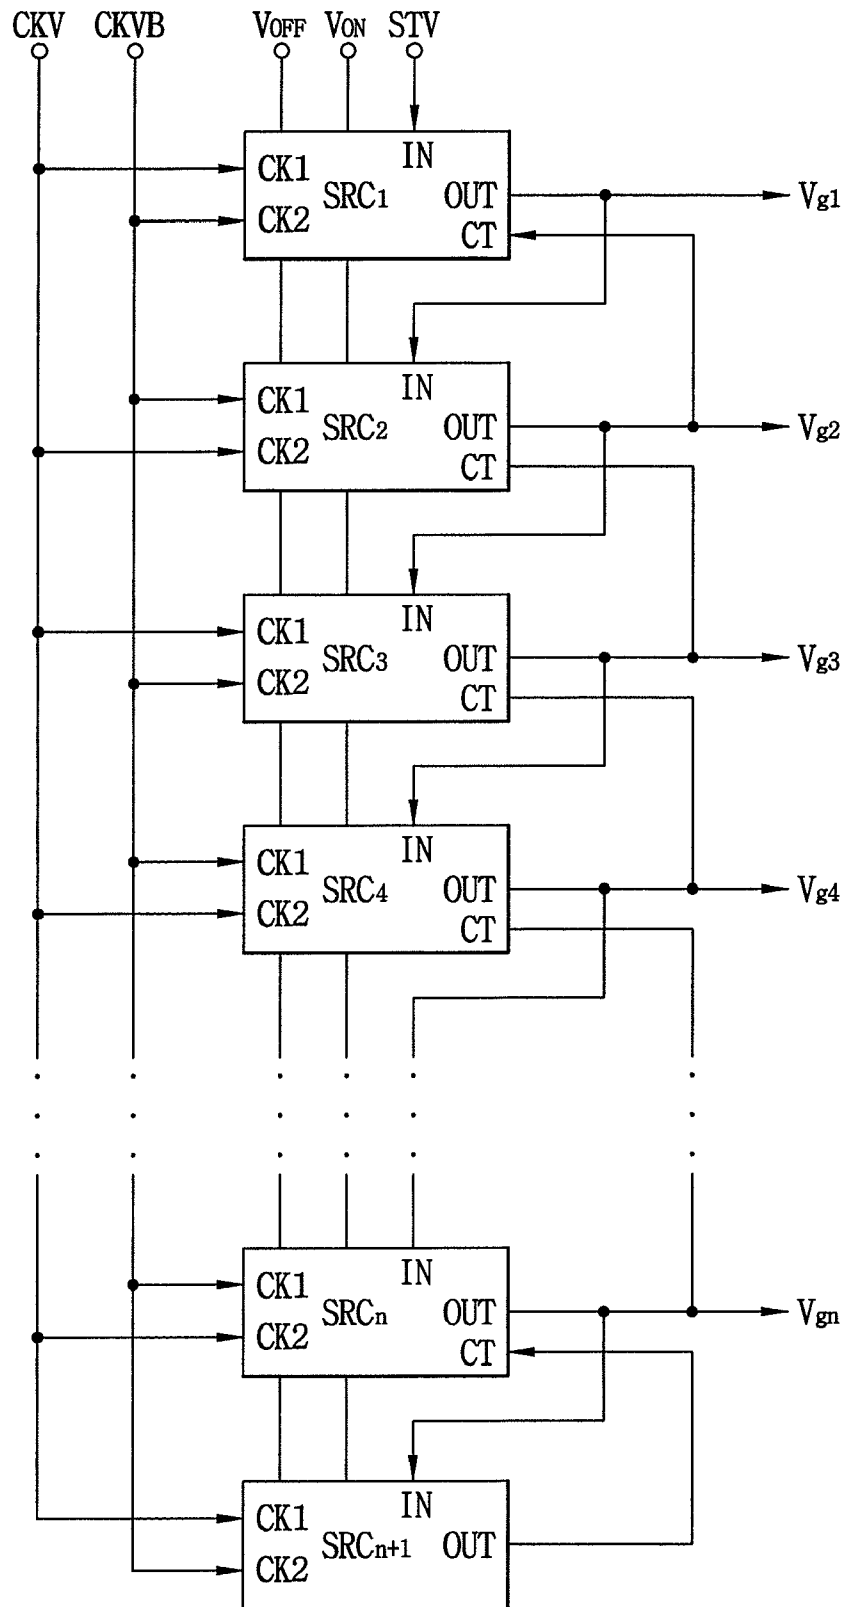 CKV CKVB VOFF VON STV
IN
CK1
SRC1 OUT Vg1
CK2
CT
IN
CK1
SRC2 OUT Vg2
CK2
CT
IN
CK1
SRC3 OUT Vg3
CK2
CT
IN
CK1
SRC4 OUT Vg4
CK2
CT
IN
CK1
SRCn OUT Vgn
CK2
CT
IN
CK1
SRCn+1 OUT
CK2